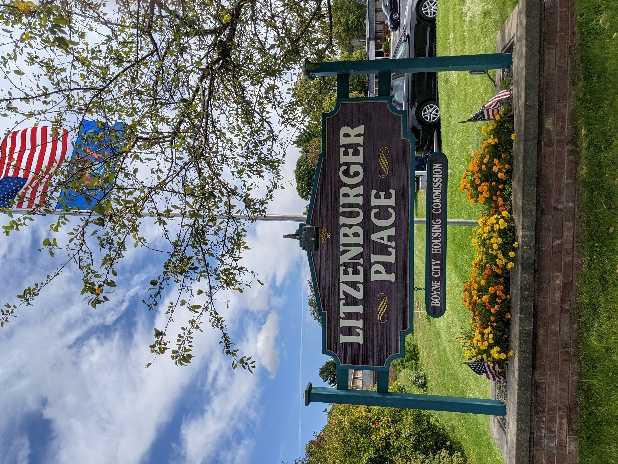 LITZENBURGER
PLACE
BOYNE CITY HOUSING COMMISSION